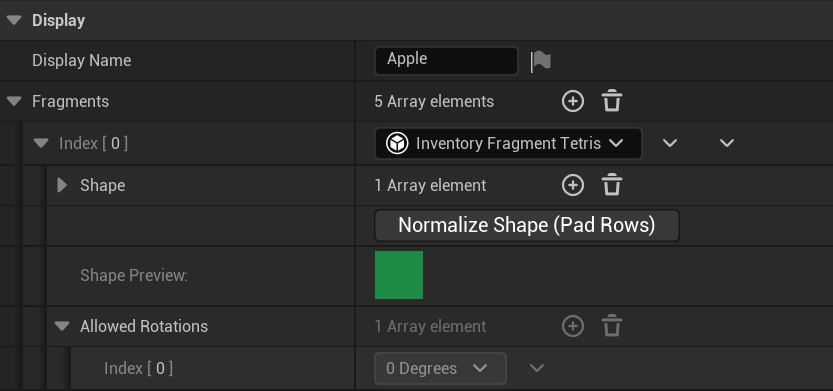 Display
Display Name Apple
Fragments 5 Array elements
Index [ 0 ] Inventory Fragment Tetris
Shape 1 Array element
Normalize Shape (Pad Rows)
Shape Preview:
Allowed Rotations 1 Array element
Index [ 0 ] 0 Degrees